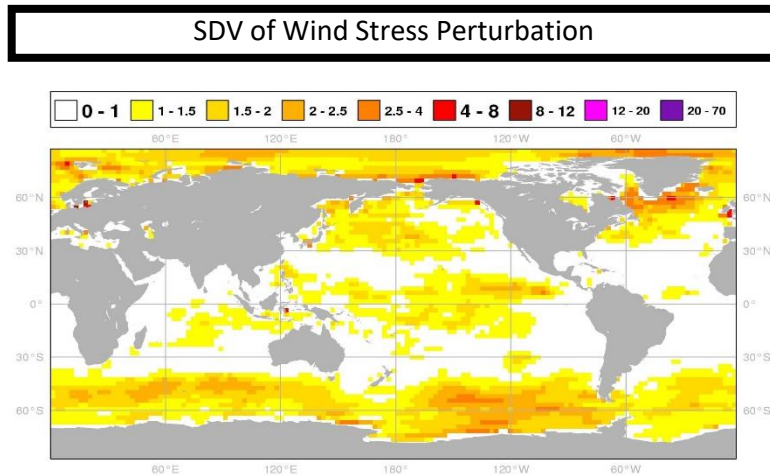 SDV of Wind Stress Perturbation
0 - 1 1 - 1.5 1.5 - 2 2 - 2.5 2.5 - 4 4 - 8 8 - 12 12 - 20 20 - 70
60°E 120°E 180° 120°W 60°W
60°N 60°N
30°N 30°N
0° 0°
30°S 30°S
60°S 60°S
60°E 120°E 180° 120°W 60°W